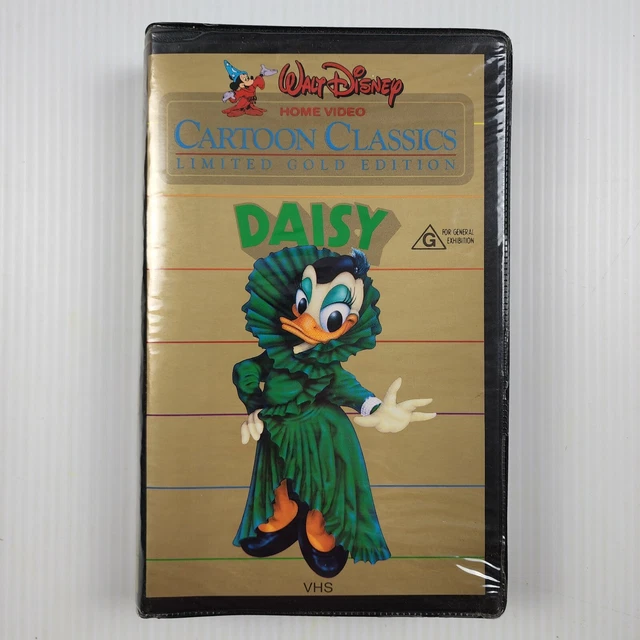 WALT DISNEY
HOME VIDEO
CARTOON CLASSICS
LIMITED GOLD EDITION
DAISY
G
FOR GENERAL
EXHIBITION
VHS